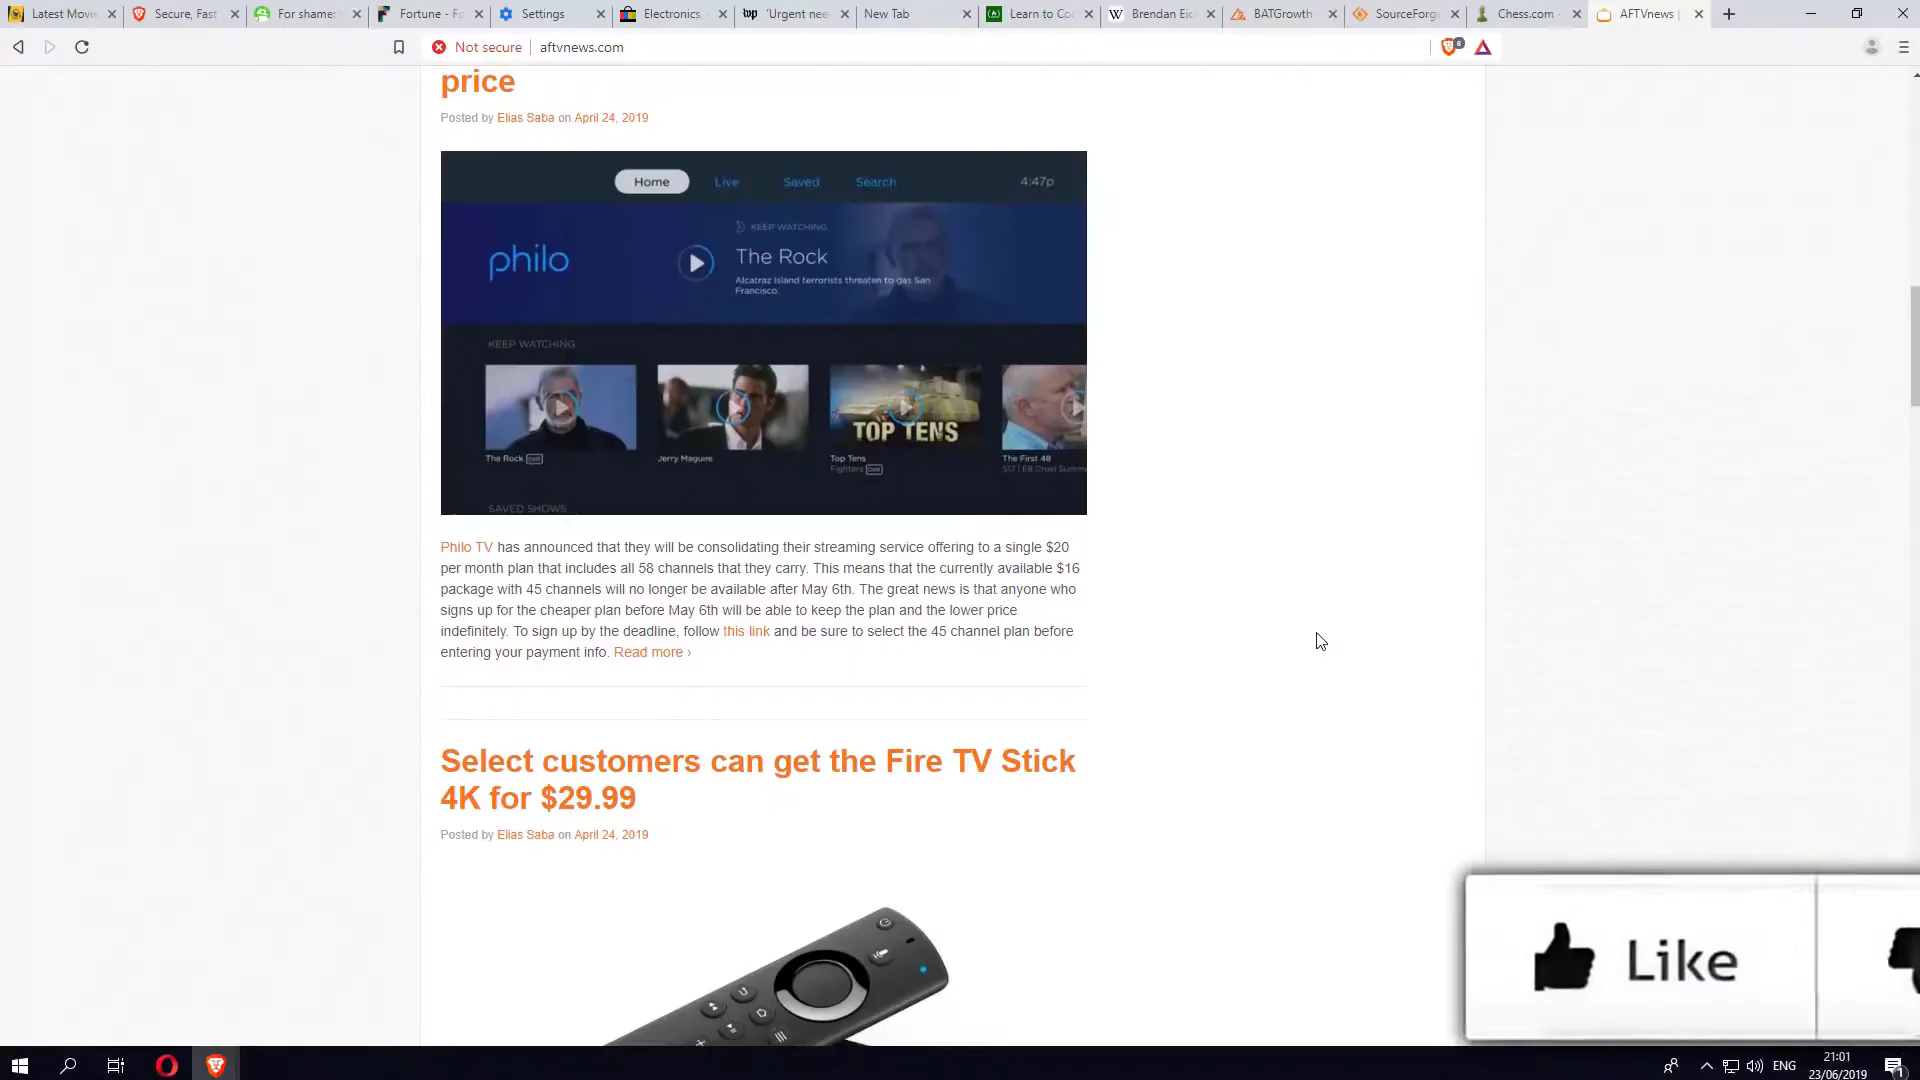 Latest Movi
Secure, Fast
For shame:
Fortune - Fo
Settings
Electronics,
'Urgent nee
New Tab
Learn to Co
Brendan Eic
BATGrowth -
SourceForge
Chess.com -
AFTVnews |
Not secure
aftvnews.com
8
price
Posted by Elias Saba on April 24, 2019
Home
Live
Saved
Search
4:47p
philo
KEEP WATCHING
The Rock
Alcatraz island terrorists threaten to gas San
Francisco.
KEEP WATCHING
TOP TENS
The Rock DVR
Jerry Maguire
Top Tens
Fighters DVR
The First 48
S17 | E8 Cruel Summe
SAVED SHOWS
Philo TV has announced that they will be consolidating their streaming service offering to a single $20
per month plan that includes all 58 channels that they carry. This means that the currently available $16
package with 45 channels will no longer be available after May 6th. The great news is that anyone who
signs up for the cheaper plan before May 6th will be able to keep the plan and the lower price
indefinitely. To sign up by the deadline, follow this link and be sure to select the 45 channel plan before
entering your payment info. Read more ›
Select customers can get the Fire TV Stick
4K for $29.99
Posted by Elias Saba on April 24, 2019
Like
ENG
21:01
23/06/2019
1